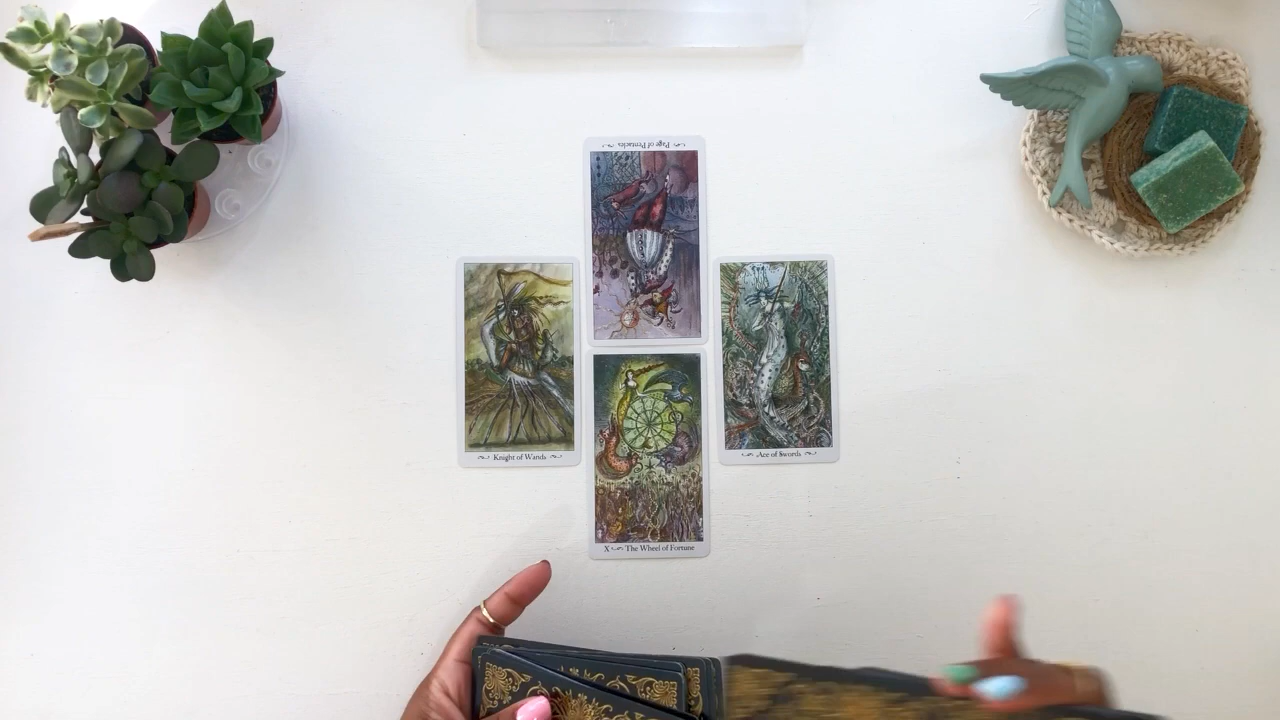 Page of Pentacles
Knight of Wands
Ace of Swords
X The Wheel of Fortune